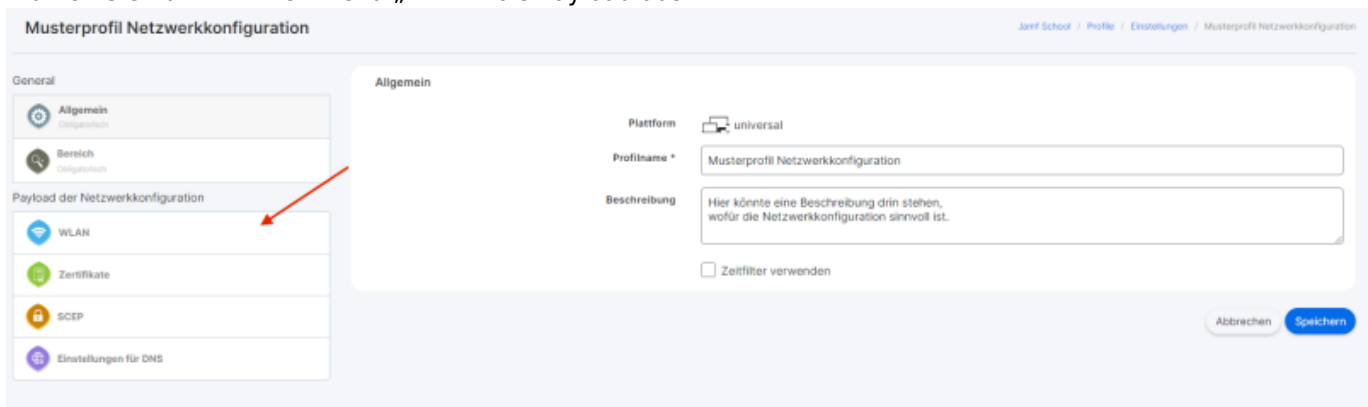 Musterprofil Netzwerkkonfiguration
Jamf School / Profile / Einstellungen / Musterprofil Netzwerkkonfiguration
General
Allgemein
Obligatorisch
Bereich
Obligatorisch
Payload der Netzwerkkonfiguration
WLAN
Zertifikate
SCEP
Einstellungen für DNS
Allgemein
Plattform universal
Profilname * Musterprofil Netzwerkkonfiguration
Beschreibung Hier könnte eine Beschreibung drin stehen,
wofür die Netzwerkkonfiguration sinnvoll ist.
Zeitfilter verwenden
Abbrechen Speichern